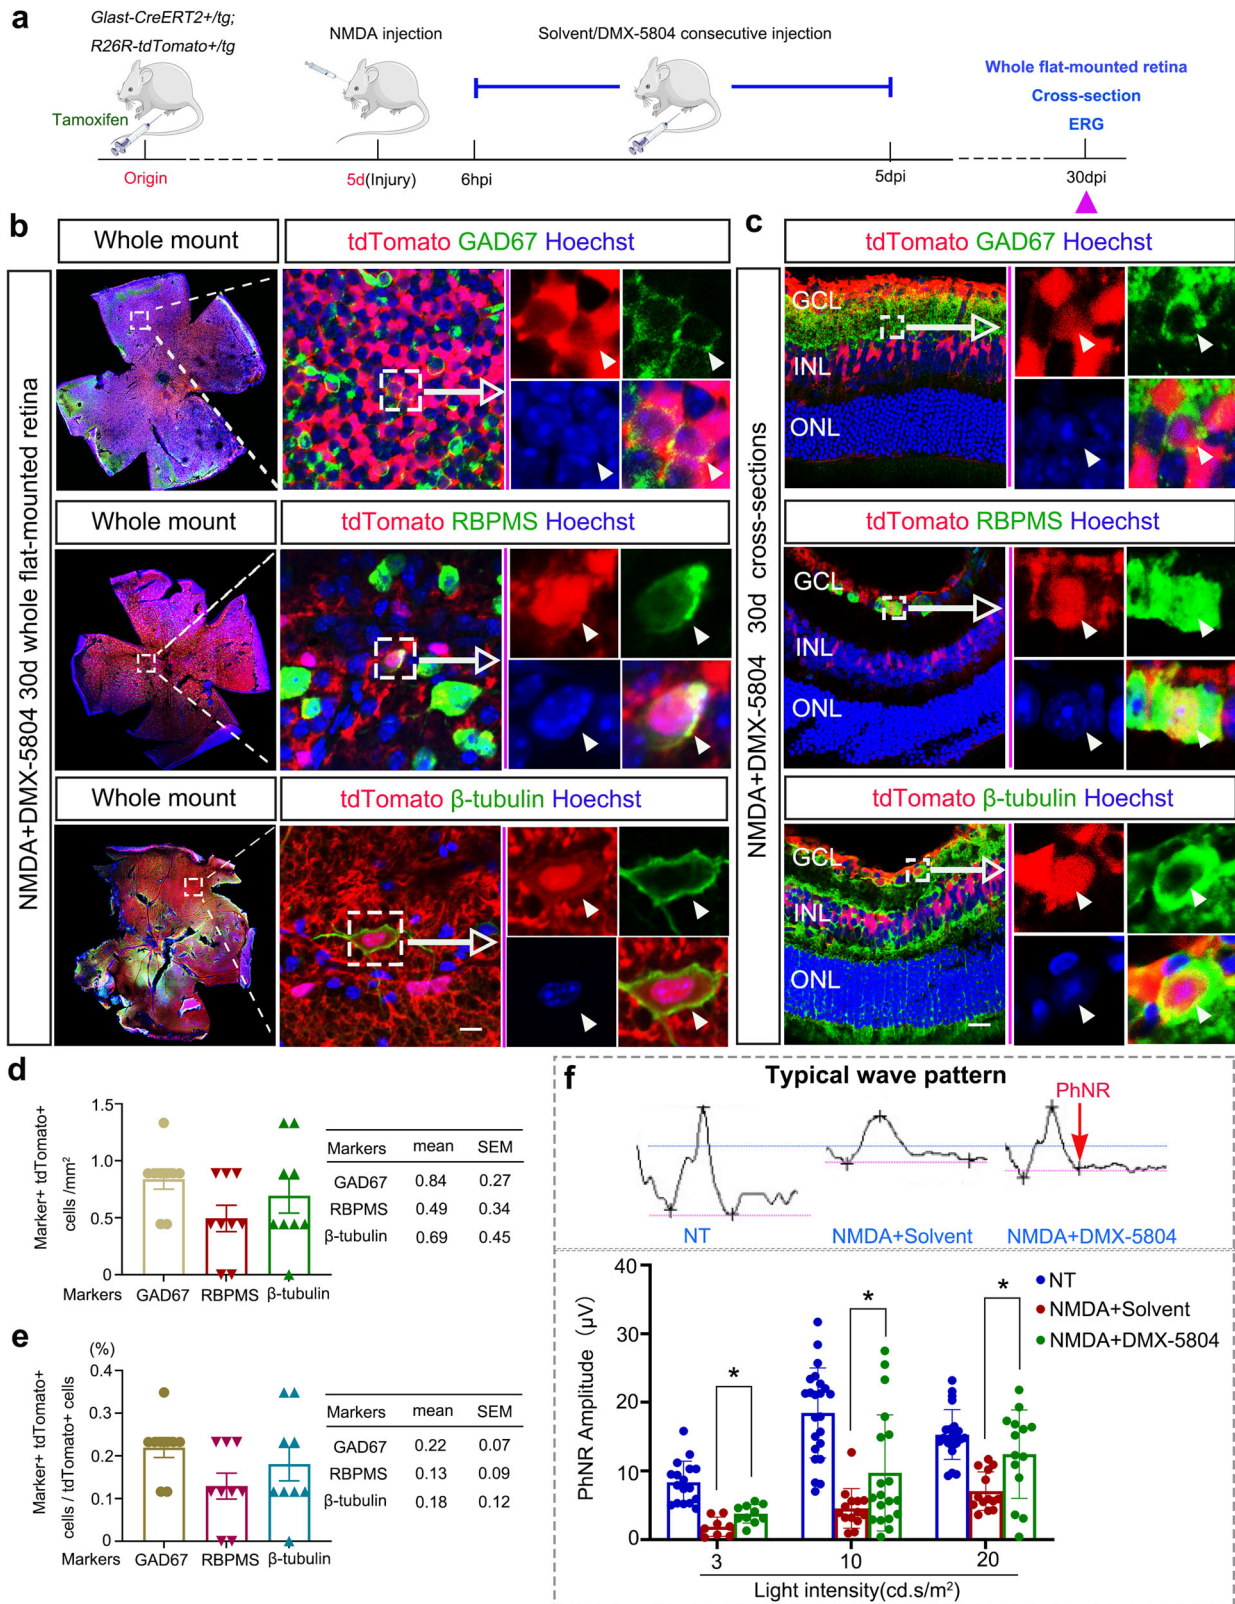 a
Glast-CreERT2+/tg;
R26R-tdTomato+/tg
NMDA injection
Solvent/DMX-5804 consecutive injection
Whole flat-mounted retina
Cross-section
ERG
Tamoxifen
Origin
5d(Injury)
6hpi
5dpi
30dpi
b
Whole mount
tdTomato GAD67 Hoechst
NMDA+DMX-5804 30d whole flat-mounted retina
Whole mount
tdTomato RBPMS Hoechst
Whole mount
tdTomato β-tubulin Hoechst
c
tdTomato GAD67 Hoechst
NMDA+DMX-5804 30d cross-sections
GCL
INL
ONL
tdTomato RBPMS Hoechst
GCL
INL
ONL
tdTomato β-tubulin Hoechst
GCL
INL
ONL
d
Marker+ tdTomato+
cells /mm²
1.5
1.0
0.5
0
Markers GAD67 RBPMS β-tubulin
Markers mean SEM
GAD67 0.84 0.27
RBPMS 0.49 0.34
β-tubulin 0.69 0.45
e
(%)
Marker+ tdTomato+
cells / tdTomato+ cells
0.4
0.3
0.2
0.1
0
Markers GAD67 RBPMS β-tubulin
Markers mean SEM
GAD67 0.22 0.07
RBPMS 0.13 0.09
β-tubulin 0.18 0.12
f
Typical wave pattern
PhNR
NT
NMDA+Solvent
NMDA+DMX-5804
PhNR Amplitude (μV)
40
30
20
10
0
* * *
NT
NMDA+Solvent
NMDA+DMX-5804
3 10 20
Light intensity(cd.s/m²)